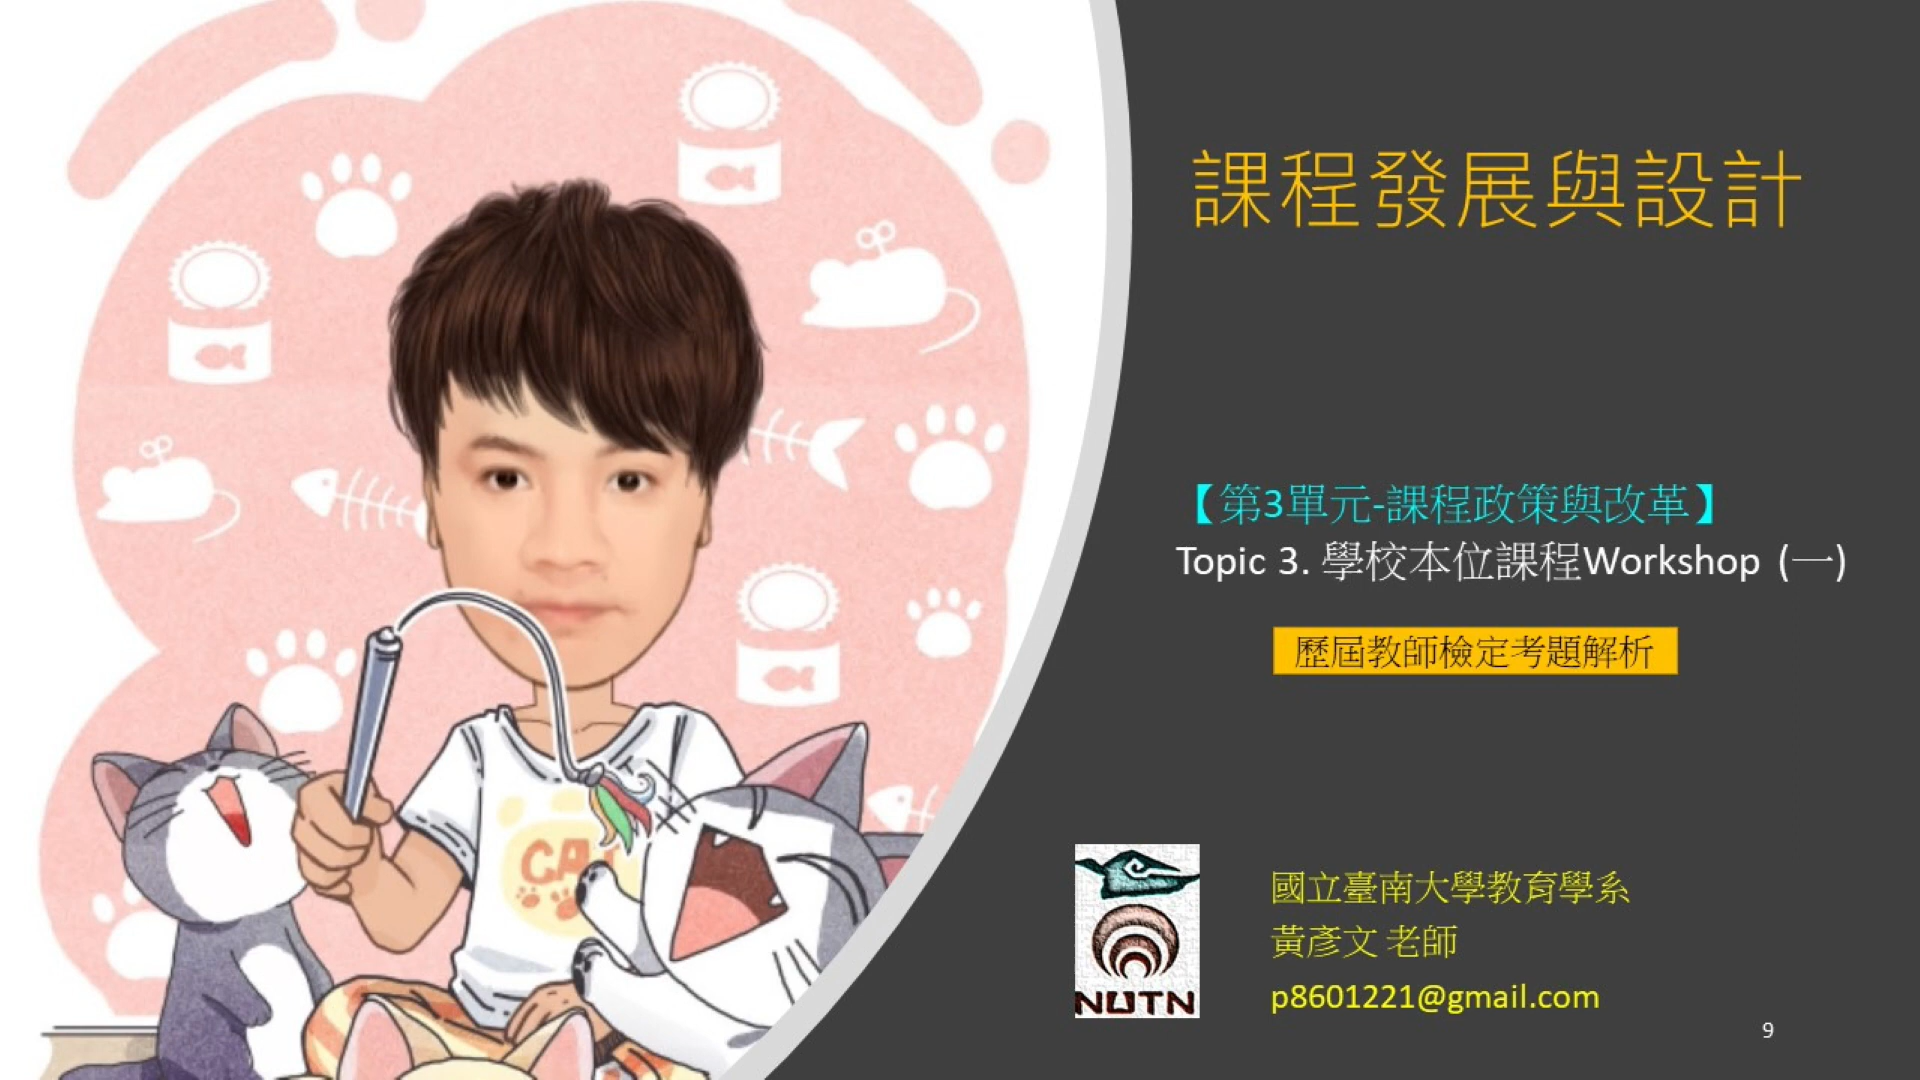 課程發展與設計
【第3單元-課程政策與改革】
Topic 3. 學校本位課程Workshop (一)
歷屆教師檢定考題解析
CA
NUTN
國立臺南大學教育學系
黃彥文 老師
p8601221@gmail.com
9